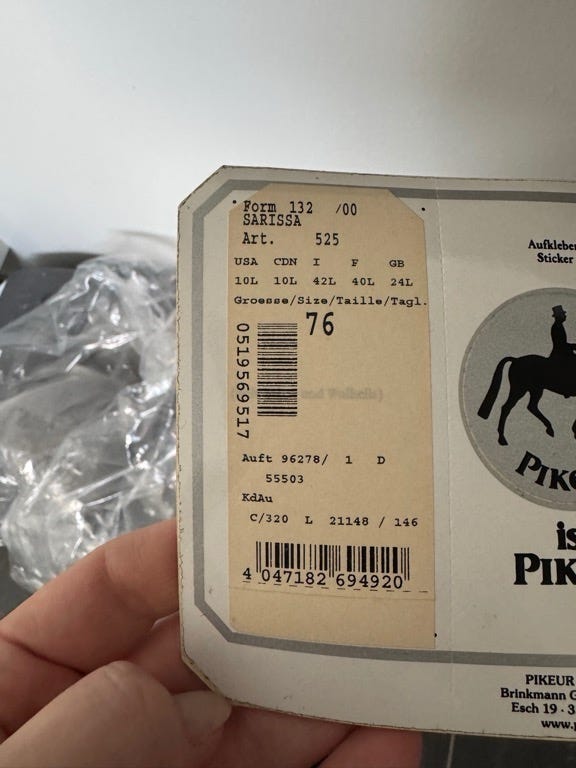 Form 132 /00
SARISSA
Art. 525
USA CDN I F GB
10L 10L 42L 40L 24L
Groesse/Size/Taille/Tagl.
76
0519569517
Auft 96278/ 1 D
55503
KdAu
C/320 L 21148 / 146
4 047182 694920
Aufkleber
Sticker
PIKE
is
PIK
PIKEUR
Brinkmann G
Esch 19 · 3
www.p